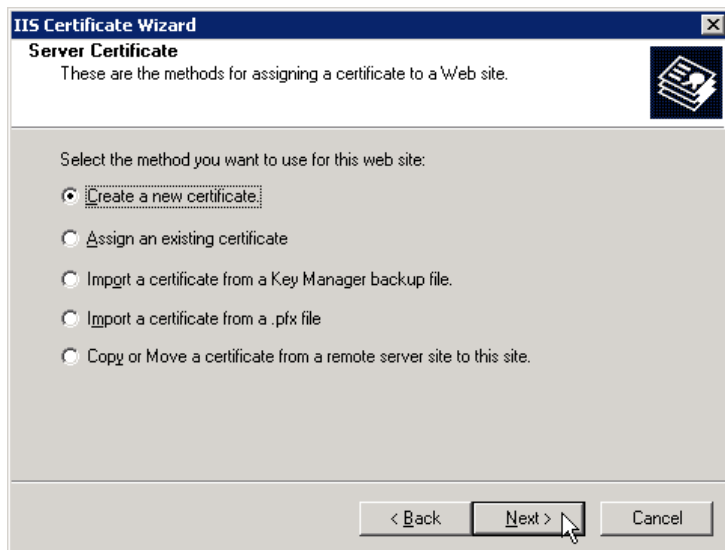 IIS Certificate Wizard
Server Certificate
These are the methods for assigning a certificate to a Web site.
Select the method you want to use for this web site:
Create a new certificate.
Assign an existing certificate
Import a certificate from a Key Manager backup file.
Import a certificate from a .pfx file
Copy or Move a certificate from a remote server site to this site.
< Back Next > Cancel